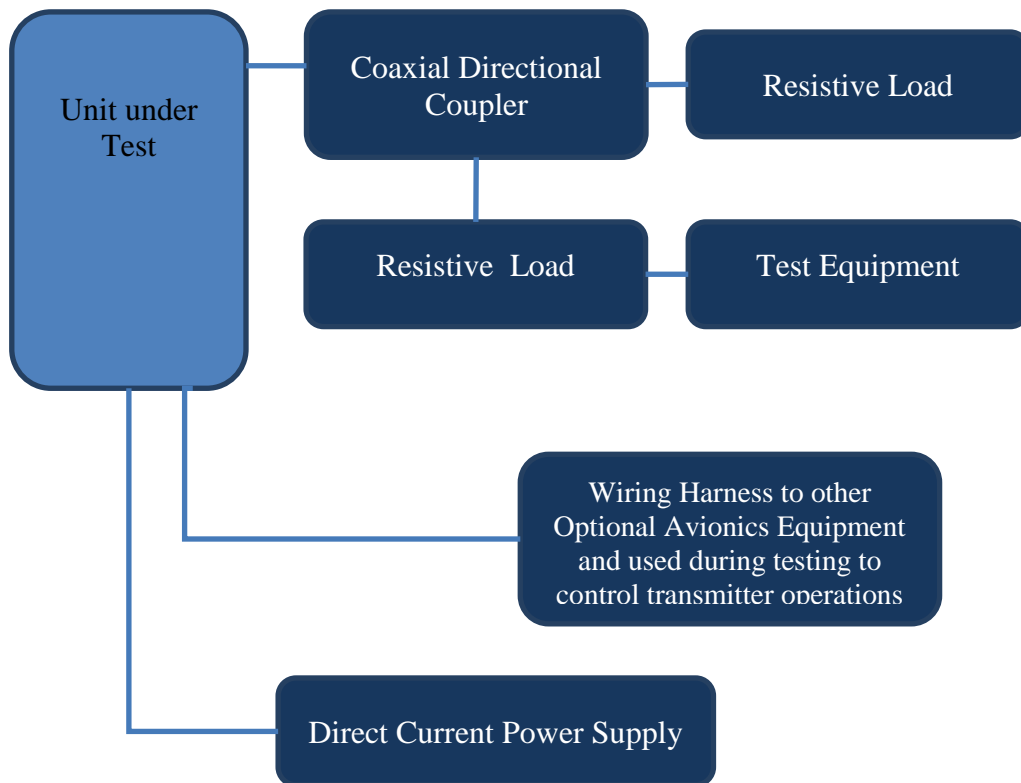 Unit under
Test
Coaxial Directional
Coupler
Resistive Load
Resistive  Load
Test Equipment
Wiring Harness to other
Optional Avionics Equipment
and used during testing to
control transmitter operations
Direct Current Power Supply